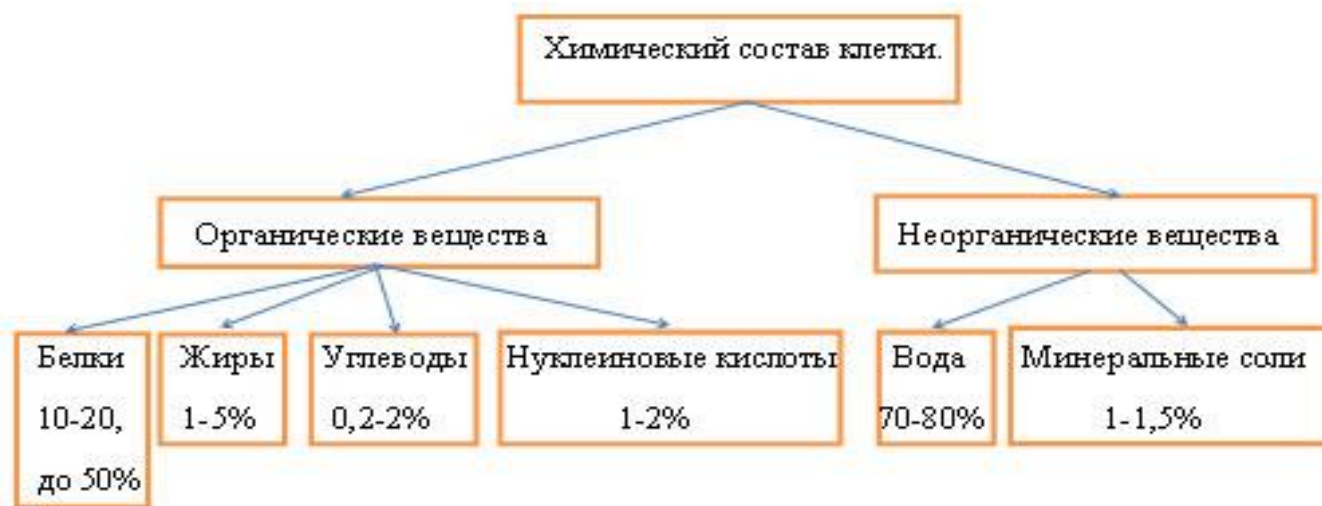 Химический состав клетки.
Органические вещества
Неорганические вещества
Белки
10-20,
до 50%
Жиры
1-5%
Углеводы
0,2-2%
Нуклеиновые кислоты
1-2%
Вода
70-80%
Минеральные соли
1-1,5%